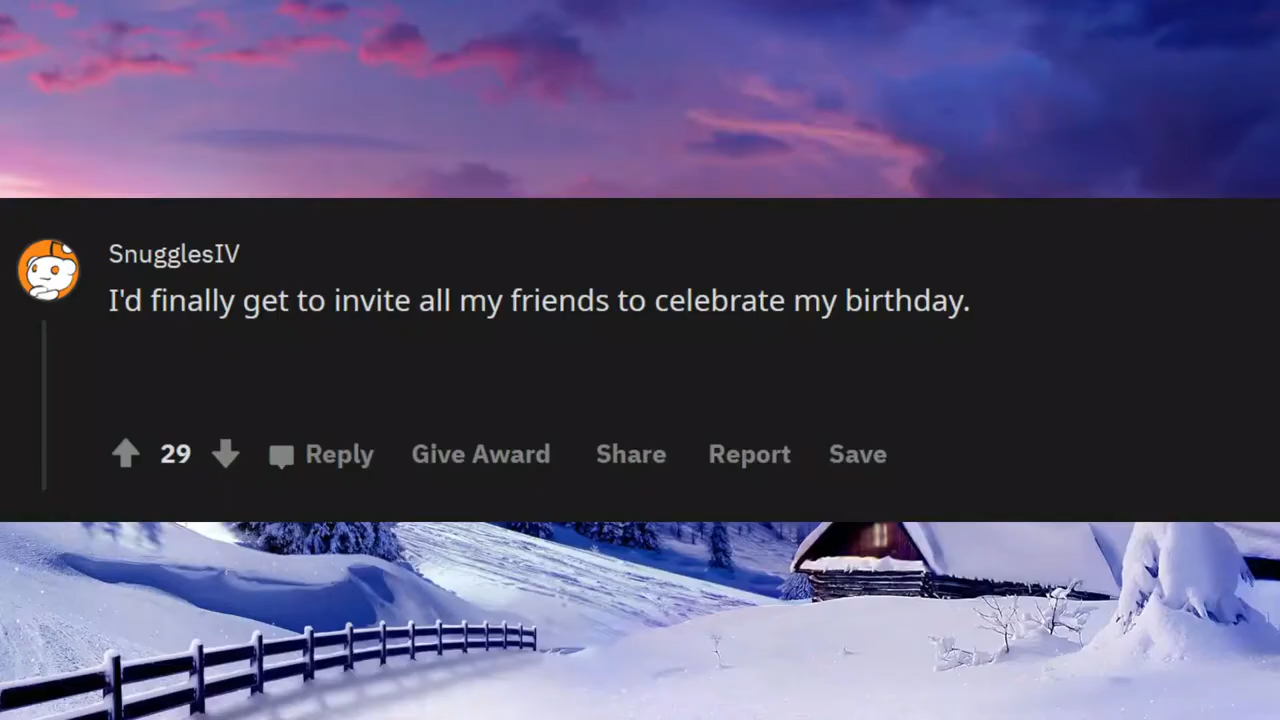 SnugglesIV
I'd finally get to invite all my friends to celebrate my birthday.
29 Reply Give Award Share Report Save